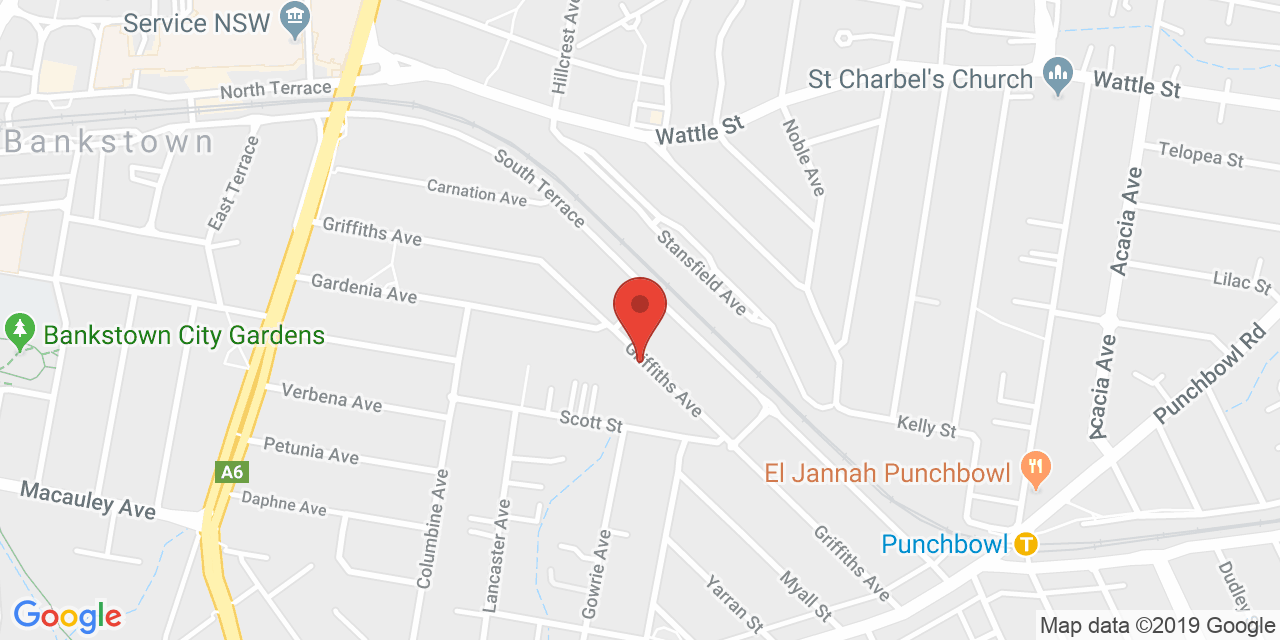 Service NSW
Hillcrest Ave
North Terrace
St Charbel's Church
Wattle St
Wattle St
Bankstown
Noble Ave
Telopea St
South Terrace
East Terrace
Carnation Ave
Acacia Ave
Griffiths Ave
Stansfield Ave
Gardenia Ave
Lilac St
Bankstown City Gardens
Griffiths Ave
Punchbowl Rd
Acacia Ave
Verbena Ave
Scott St
Kelly St
Petunia Ave
A6
El Jannah Punchbowl
Macauley Ave
Daphne Ave
Columbine Ave
Lancaster Ave
Gowrie Ave
Griffiths Ave
Punchbowl
T
Myall St
Yarran St
Dudley
Google
Map data ©2019 Google